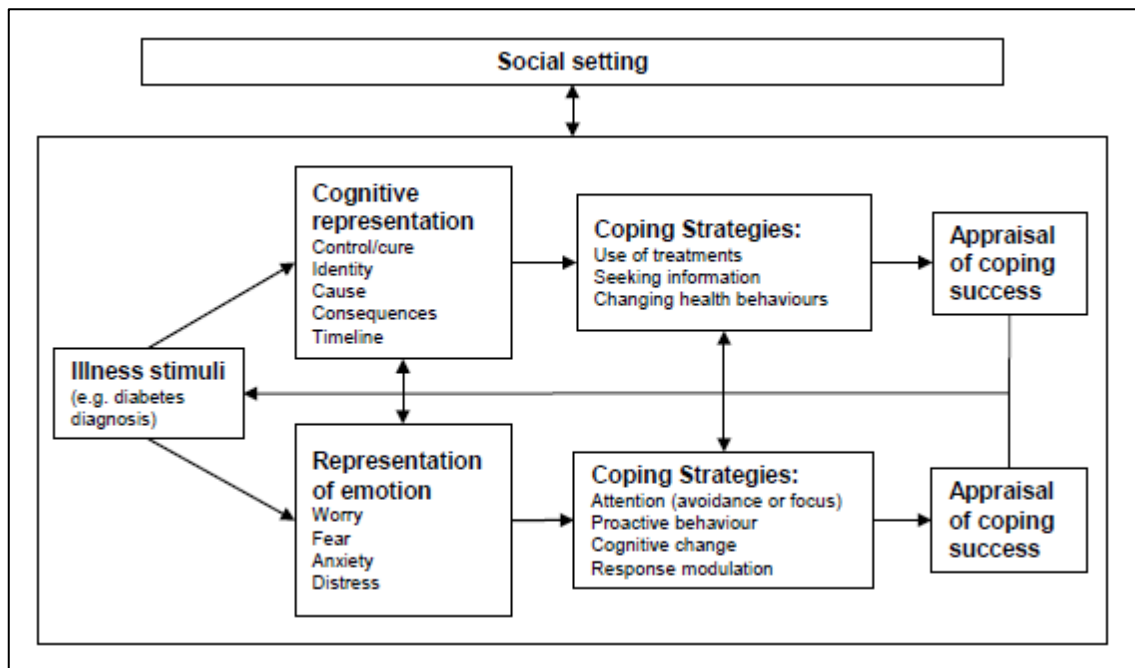 Social setting
Cognitive
representation
Control/cure
Identity
Cause
Consequences
Timeline
Coping Strategies:
Use of treatments
Seeking information
Changing health behaviours
Appraisal
of coping
success
Illness stimuli
(e.g. diabetes
diagnosis)
Representation
of emotion
Worry
Fear
Anxiety
Distress
Coping Strategies:
Attention (avoidance or focus)
Proactive behaviour
Cognitive change
Response modulation
Appraisal
of coping
success